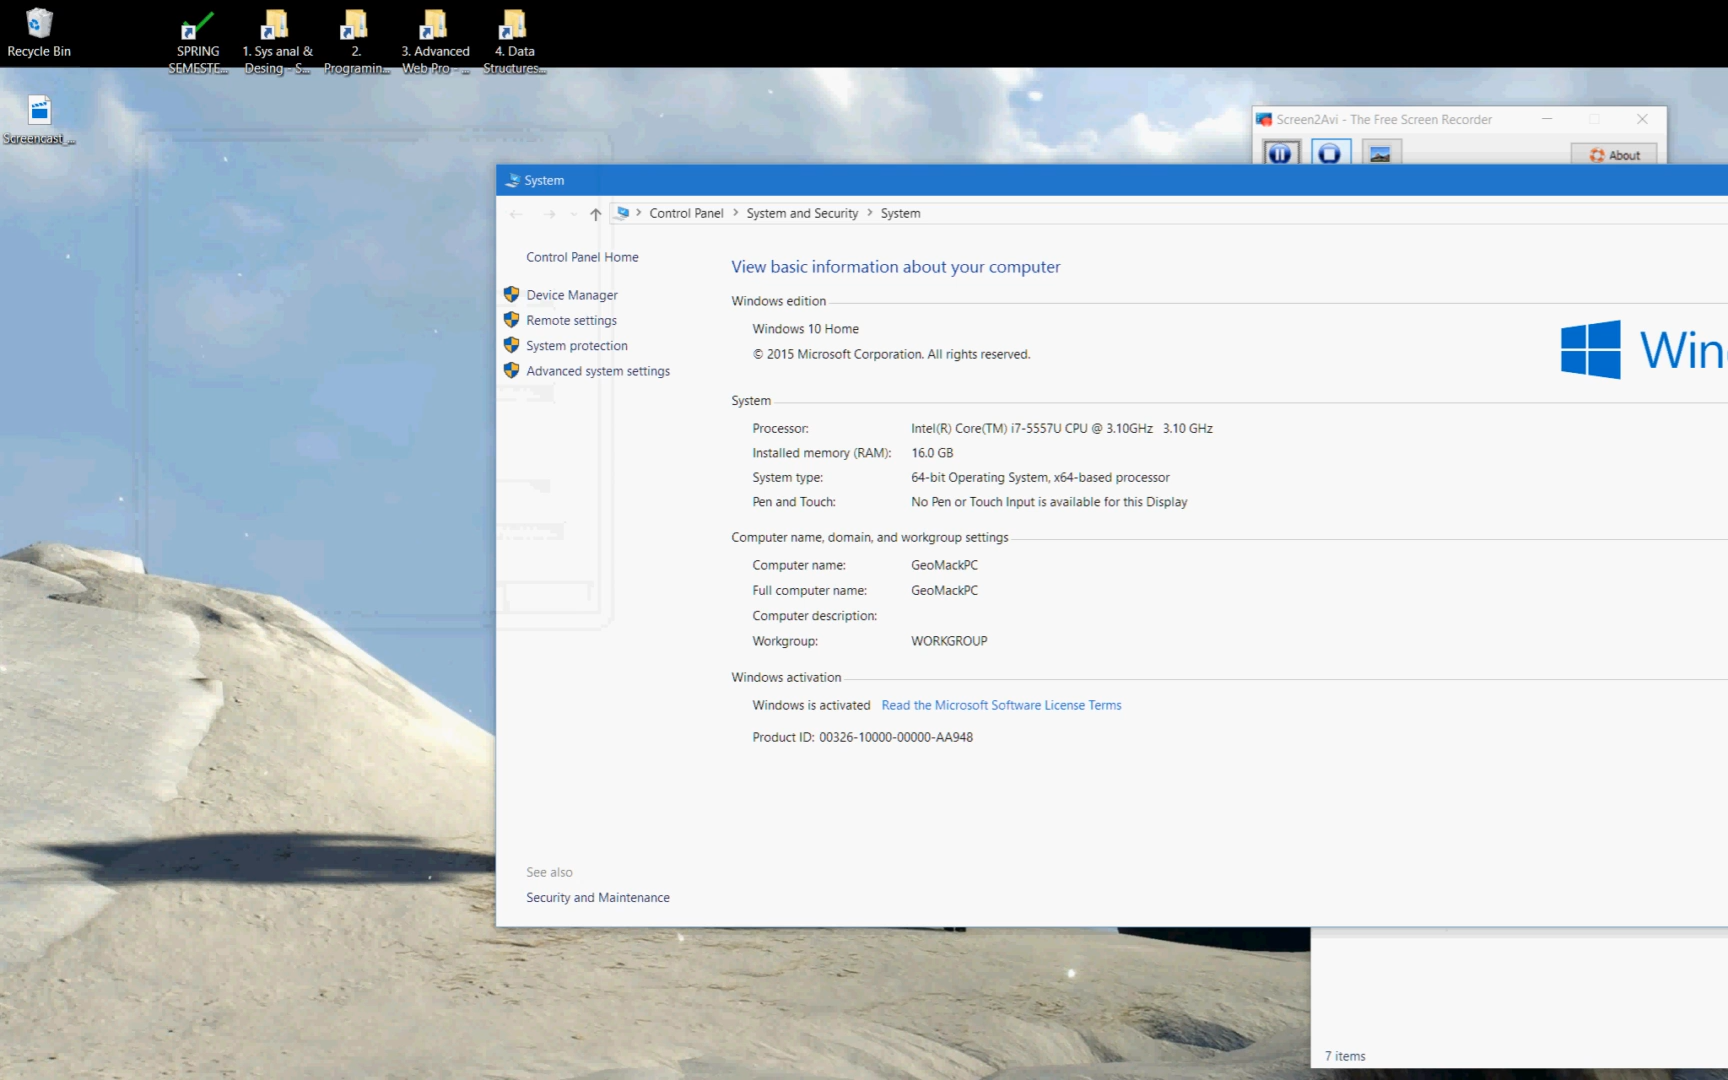 Recycle Bin
SPRING
SEMESTE...
1. Sys anal &
Desing - S...
2.
Programin...
3. Advanced
Web Pro - ...
4. Data
Structures...
Screencast_...
Screen2Avi - The Free Screen Recorder
About
System
Control Panel > System and Security > System
Control Panel Home
Device Manager
Remote settings
System protection
Advanced system settings
View basic information about your computer
Windows edition
Windows 10 Home
© 2015 Microsoft Corporation. All rights reserved.
Win
System
Processor: Intel(R) Core(TM) i7-5557U CPU @ 3.10GHz 3.10 GHz
Installed memory (RAM): 16.0 GB
System type: 64-bit Operating System, x64-based processor
Pen and Touch: No Pen or Touch Input is available for this Display
Computer name, domain, and workgroup settings
Computer name: GeoMackPC
Full computer name: GeoMackPC
Computer description:
Workgroup: WORKGROUP
Windows activation
Windows is activated Read the Microsoft Software License Terms
Product ID: 00326-10000-00000-AA948
See also
Security and Maintenance
7 items